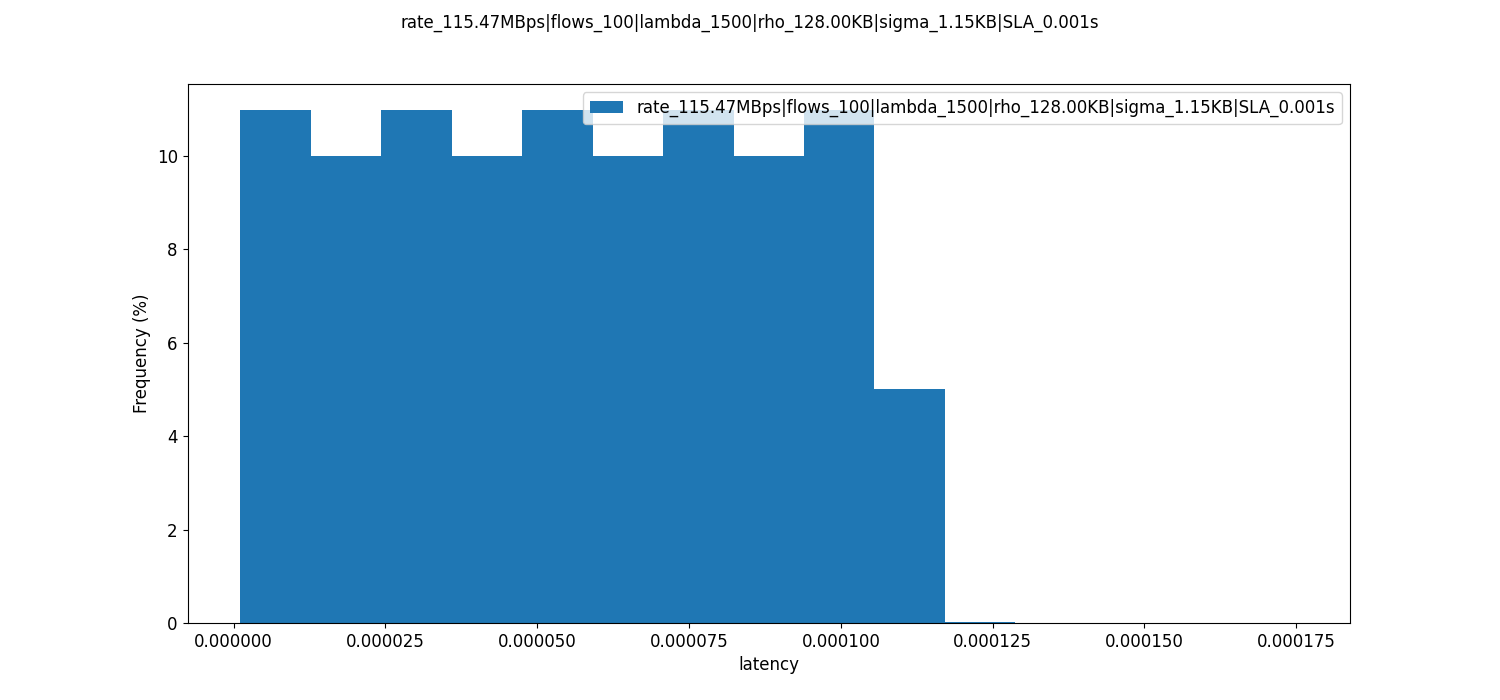 rate_115.47MBps|flows_100|lambda_1500|rho_128.00KB|sigma_1.15KB|SLA_0.001s
rate_115.47MBps|flows_100|lambda_1500|rho_128.00KB|sigma_1.15KB|SLA_0.001s
10
8
6
4
2
0
Frequency (%)
0.000000 0.000025 0.000050 0.000075 0.000100 0.000125 0.000150 0.000175
latency